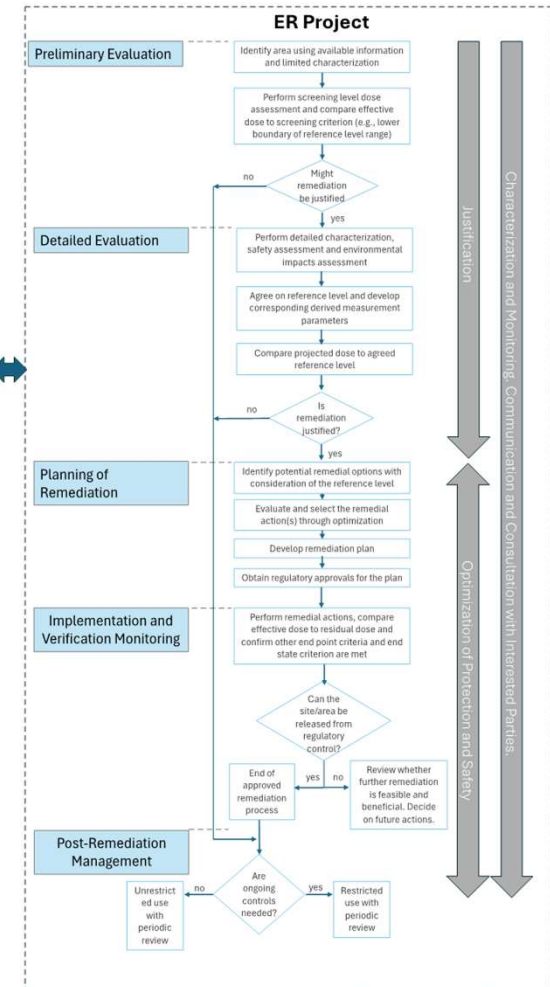 ER Project
Preliminary Evaluation
Identify area using available information
and limited characterization
Perform screening level dose
assessment and compare effective
dose to screening criterion (e.g., lower
boundary of reference level range)
Might
remediation
be justified
no
yes
Detailed Evaluation
Perform detailed characterization,
safety assessment and environmental
impacts assessment
Agree on reference level and develop
corresponding derived measurement
parameters
Compare projected dose to agreed
reference level
Is
remediation
justified?
no
yes
Planning of
Remediation
Identify potential remedial options with
consideration of the reference level
Evaluate and select the remedial
action(s) through optimization
Develop remediation plan
Obtain regulatory approvals for the plan
Implementation and
Verification Monitoring
Perform remedial actions, compare
effective dose to residual dose and
confirm other end point criteria and end
state criterion are met
Can the
site/area be
released from
regulatory
control?
yes
no
End of
approved
remediation
process
Review whether
further remediation
is feasible and
beneficial. Decide
on future actions.
Post-Remediation
Management
Are
ongoing
controls
needed?
no
yes
Unrestrict
ed use
with
periodic
review
Restricted
use with
periodic
review
Justification
Optimization of Protection and Safety
Characterization and Monitoring. Communication and Consultation with Interested Parties.